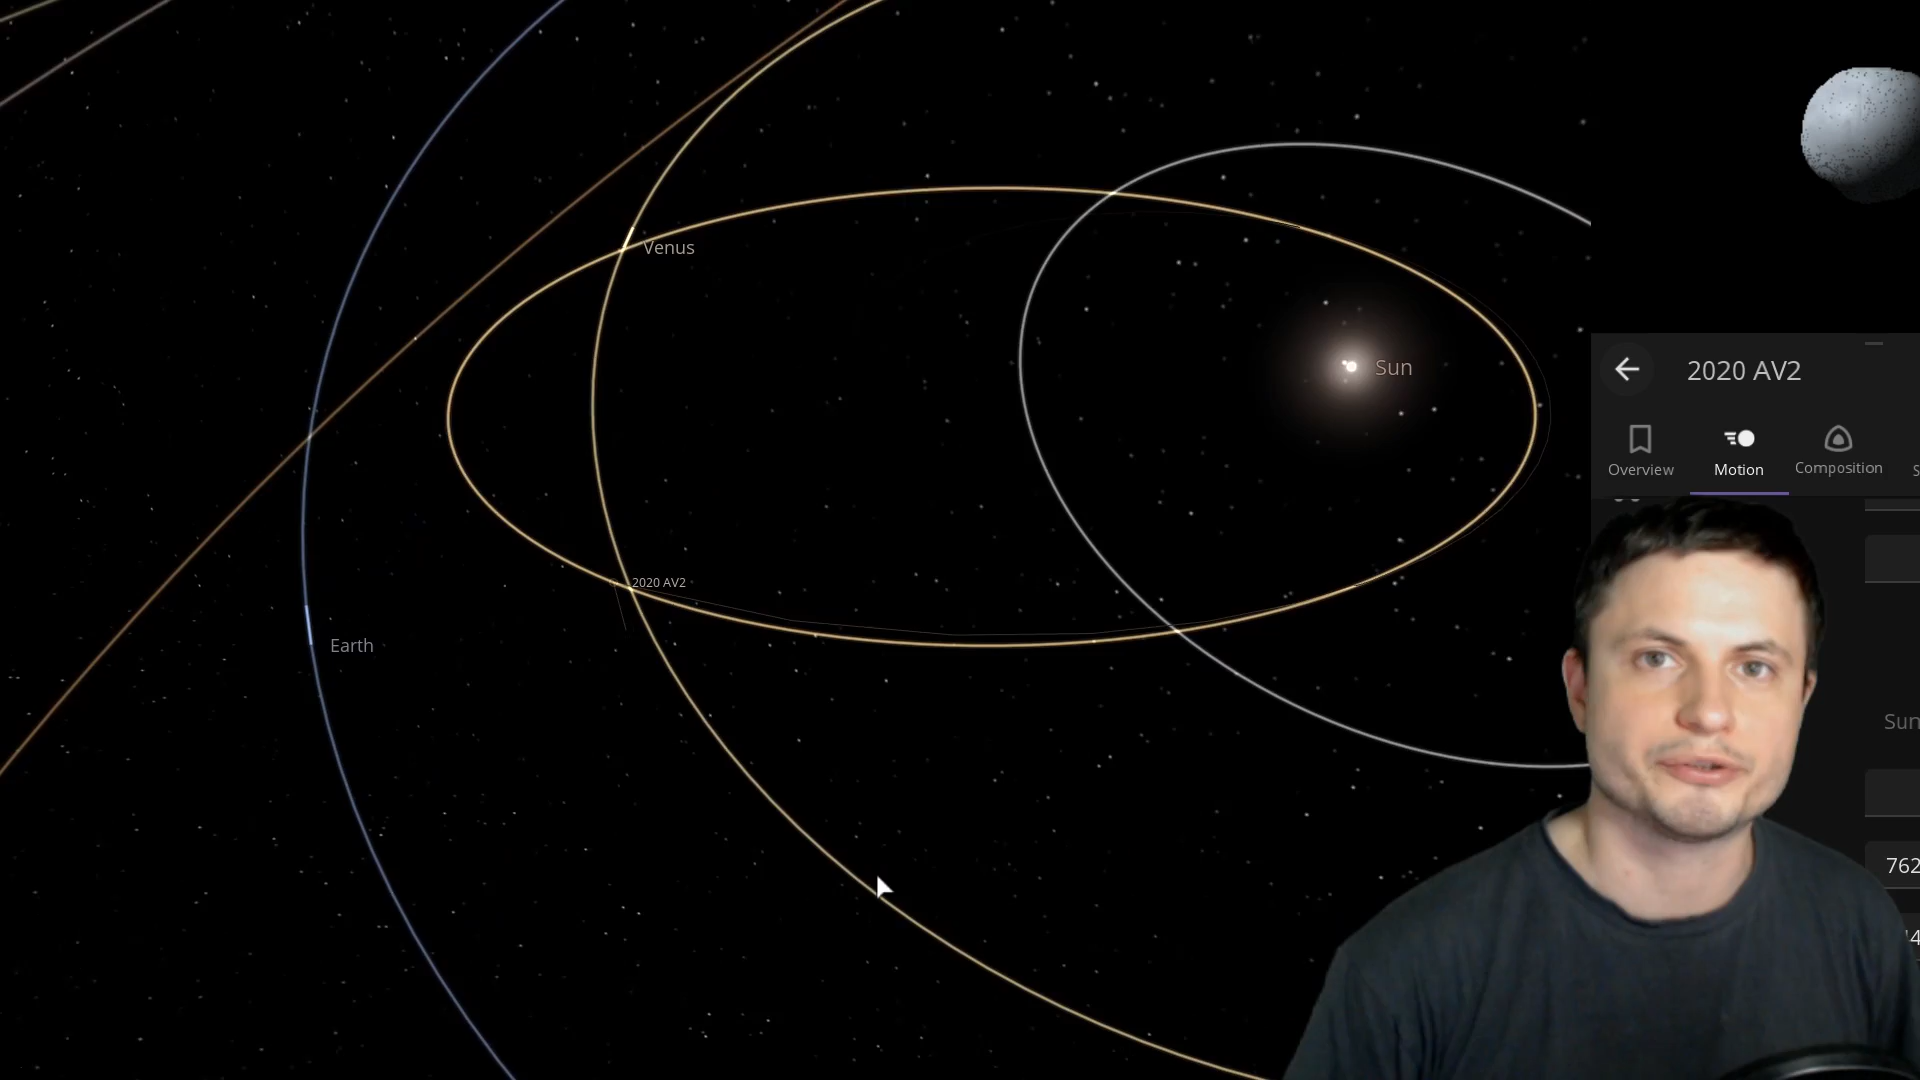 Venus
Sun
2020 AV2
Overview
Motion
Composition
2020 AV2
Earth
Sun
762